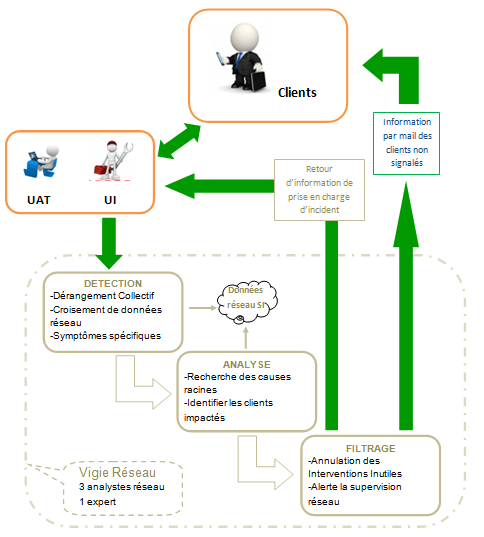 Clients
Information
par mail des
clients non
signalés
UAT
UI
Retour
d'information de
prise en charge
d'incident
DETECTION
-Dérangement Collectif
-Croisement de données
réseau
-Symptômes spécifiques
Données
réseau SI
ANALYSE
-Recherche des causes
racines
-Identifier les clients
impactés
FILTRAGE
-Annulation des
Interventions Inutiles
-Alerte la supervision
réseau
Vigie Réseau
3 analystes réseau
1 expert